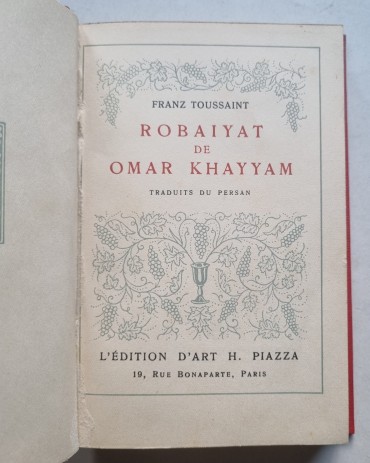 FRANZ TOUSSAINT
ROBAIYAT
DE
OMAR KHAYYAM
TRADUITS DU PERSAN
L'ÉDITION D'ART H. PIAZZA
19, RUE BONAPARTE, PARIS